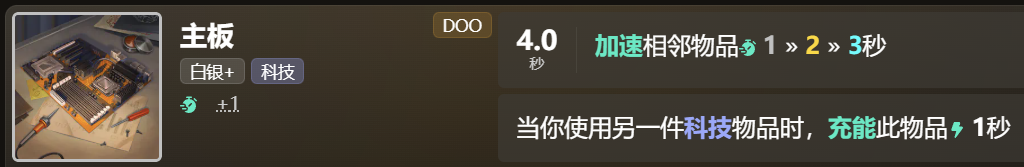 主板
DOO
白银+
科技
+1
4.0
秒
加速相邻物品 1 » 2 » 3秒
当你使用另一件科技物品时，充能此物品 1秒